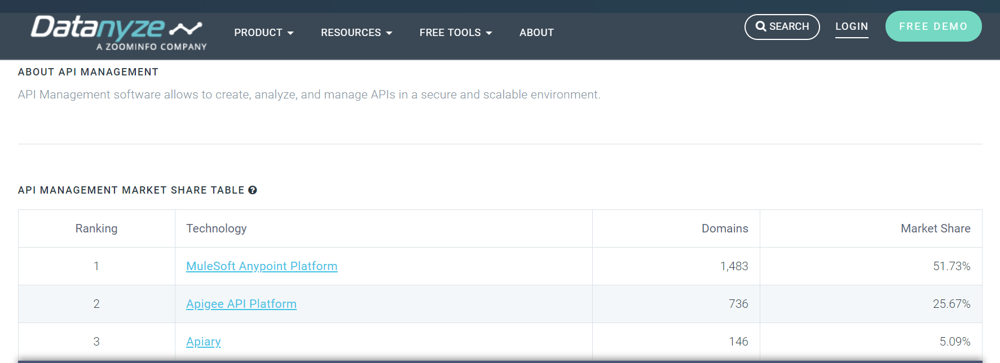 Datanyze
A ZOOMINFO COMPANY
PRODUCT
RESOURCES
FREE TOOLS
ABOUT
SEARCH
LOGIN
FREE DEMO
ABOUT API MANAGEMENT
API Management software allows to create, analyze, and manage APIs in a secure and scalable environment.
API MANAGEMENT MARKET SHARE TABLE ?
Ranking Technology Domains Market Share
1 MuleSoft Anypoint Platform 1,483 51.73%
2 Apigee API Platform 736 25.67%
3 Apiary 146 5.09%